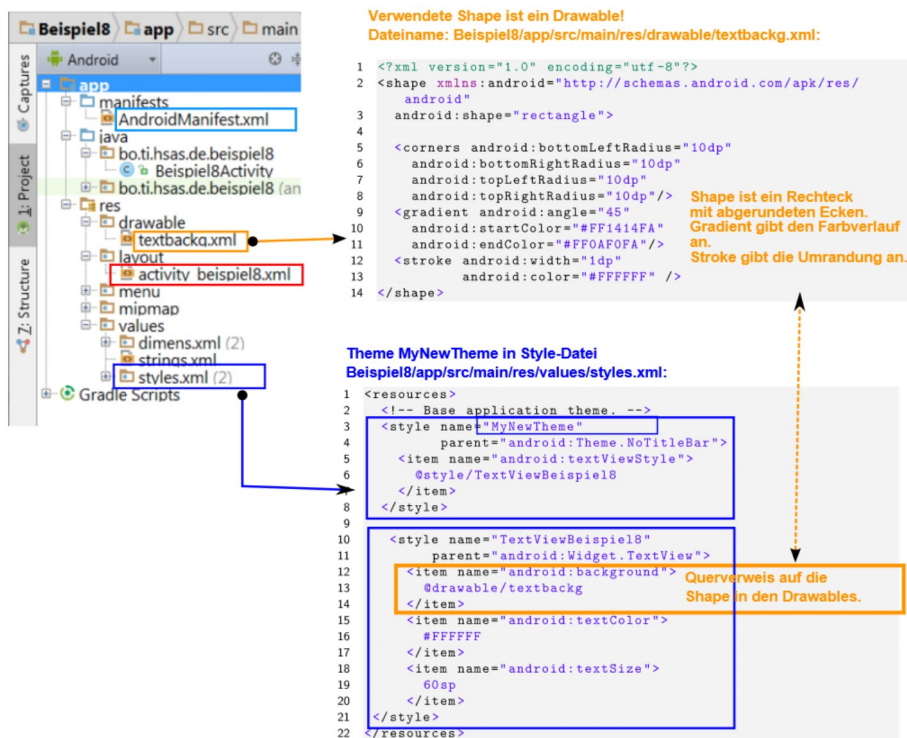 Beispiel8 app src main
Android
Captures
1: Project
Z: Structure
app
manifests
AndroidManifest.xml
java
bo.ti.hsas.de.beispiel8
Beispiel8Activity
bo.ti.hsas.de.beispiel8 (an
res
drawable
textbackg.xml
layout
activity_beispiel8.xml
menu
mipmap
values
dimens.xml (2)
strings.xml
styles.xml (2)
Gradle Scripts
Verwendete Shape ist ein Drawable!
Dateiname: Beispiel8/app/src/main/res/drawable/textbackg.xml:
1 <?xml version="1.0" encoding="utf-8"?>
2 <shape xmlns:android="http://schemas.android.com/apk/res/
android"
3 android:shape="rectangle">
4
5 <corners android:bottomLeftRadius="10dp"
6 android:bottomRightRadius="10dp"
7 android:topLeftRadius="10dp"
8 android:topRightRadius="10dp"/>
9 <gradient android:angle="45"
10 android:startColor="#FF1414FA"
11 android:endColor="#FF0AF0FA"/>
12 <stroke android:width="1dp"
13 android:color="#FFFFFF" />
14 </shape>
Shape ist ein Rechteck
mit abgerundeten Ecken.
Gradient gibt den Farbverlauf
an.
Stroke gibt die Umrandung an.
Theme MyNewTheme in Style-Datei
Beispiel8/app/src/main/res/values/styles.xml:
1 <resources>
2 <!-- Base application theme. -->
3 <style name="MyNewTheme"
4 parent="android:Theme.NoTitleBar">
5 <item name="android:textViewStyle">
6 @style/TextViewBeispiel8
7 </item>
8 </style>
9
10 <style name="TextViewBeispiel8"
11 parent="android:Widget.TextView">
12 <item name="android:background">
13 @drawable/textbackg
14 </item>
15 <item name="android:textColor">
16 #FFFFFF
17 </item>
18 <item name="android:textSize">
19 60sp
20 </item>
21 </style>
22 </resources>
Querverweis auf die
Shape in den Drawables.